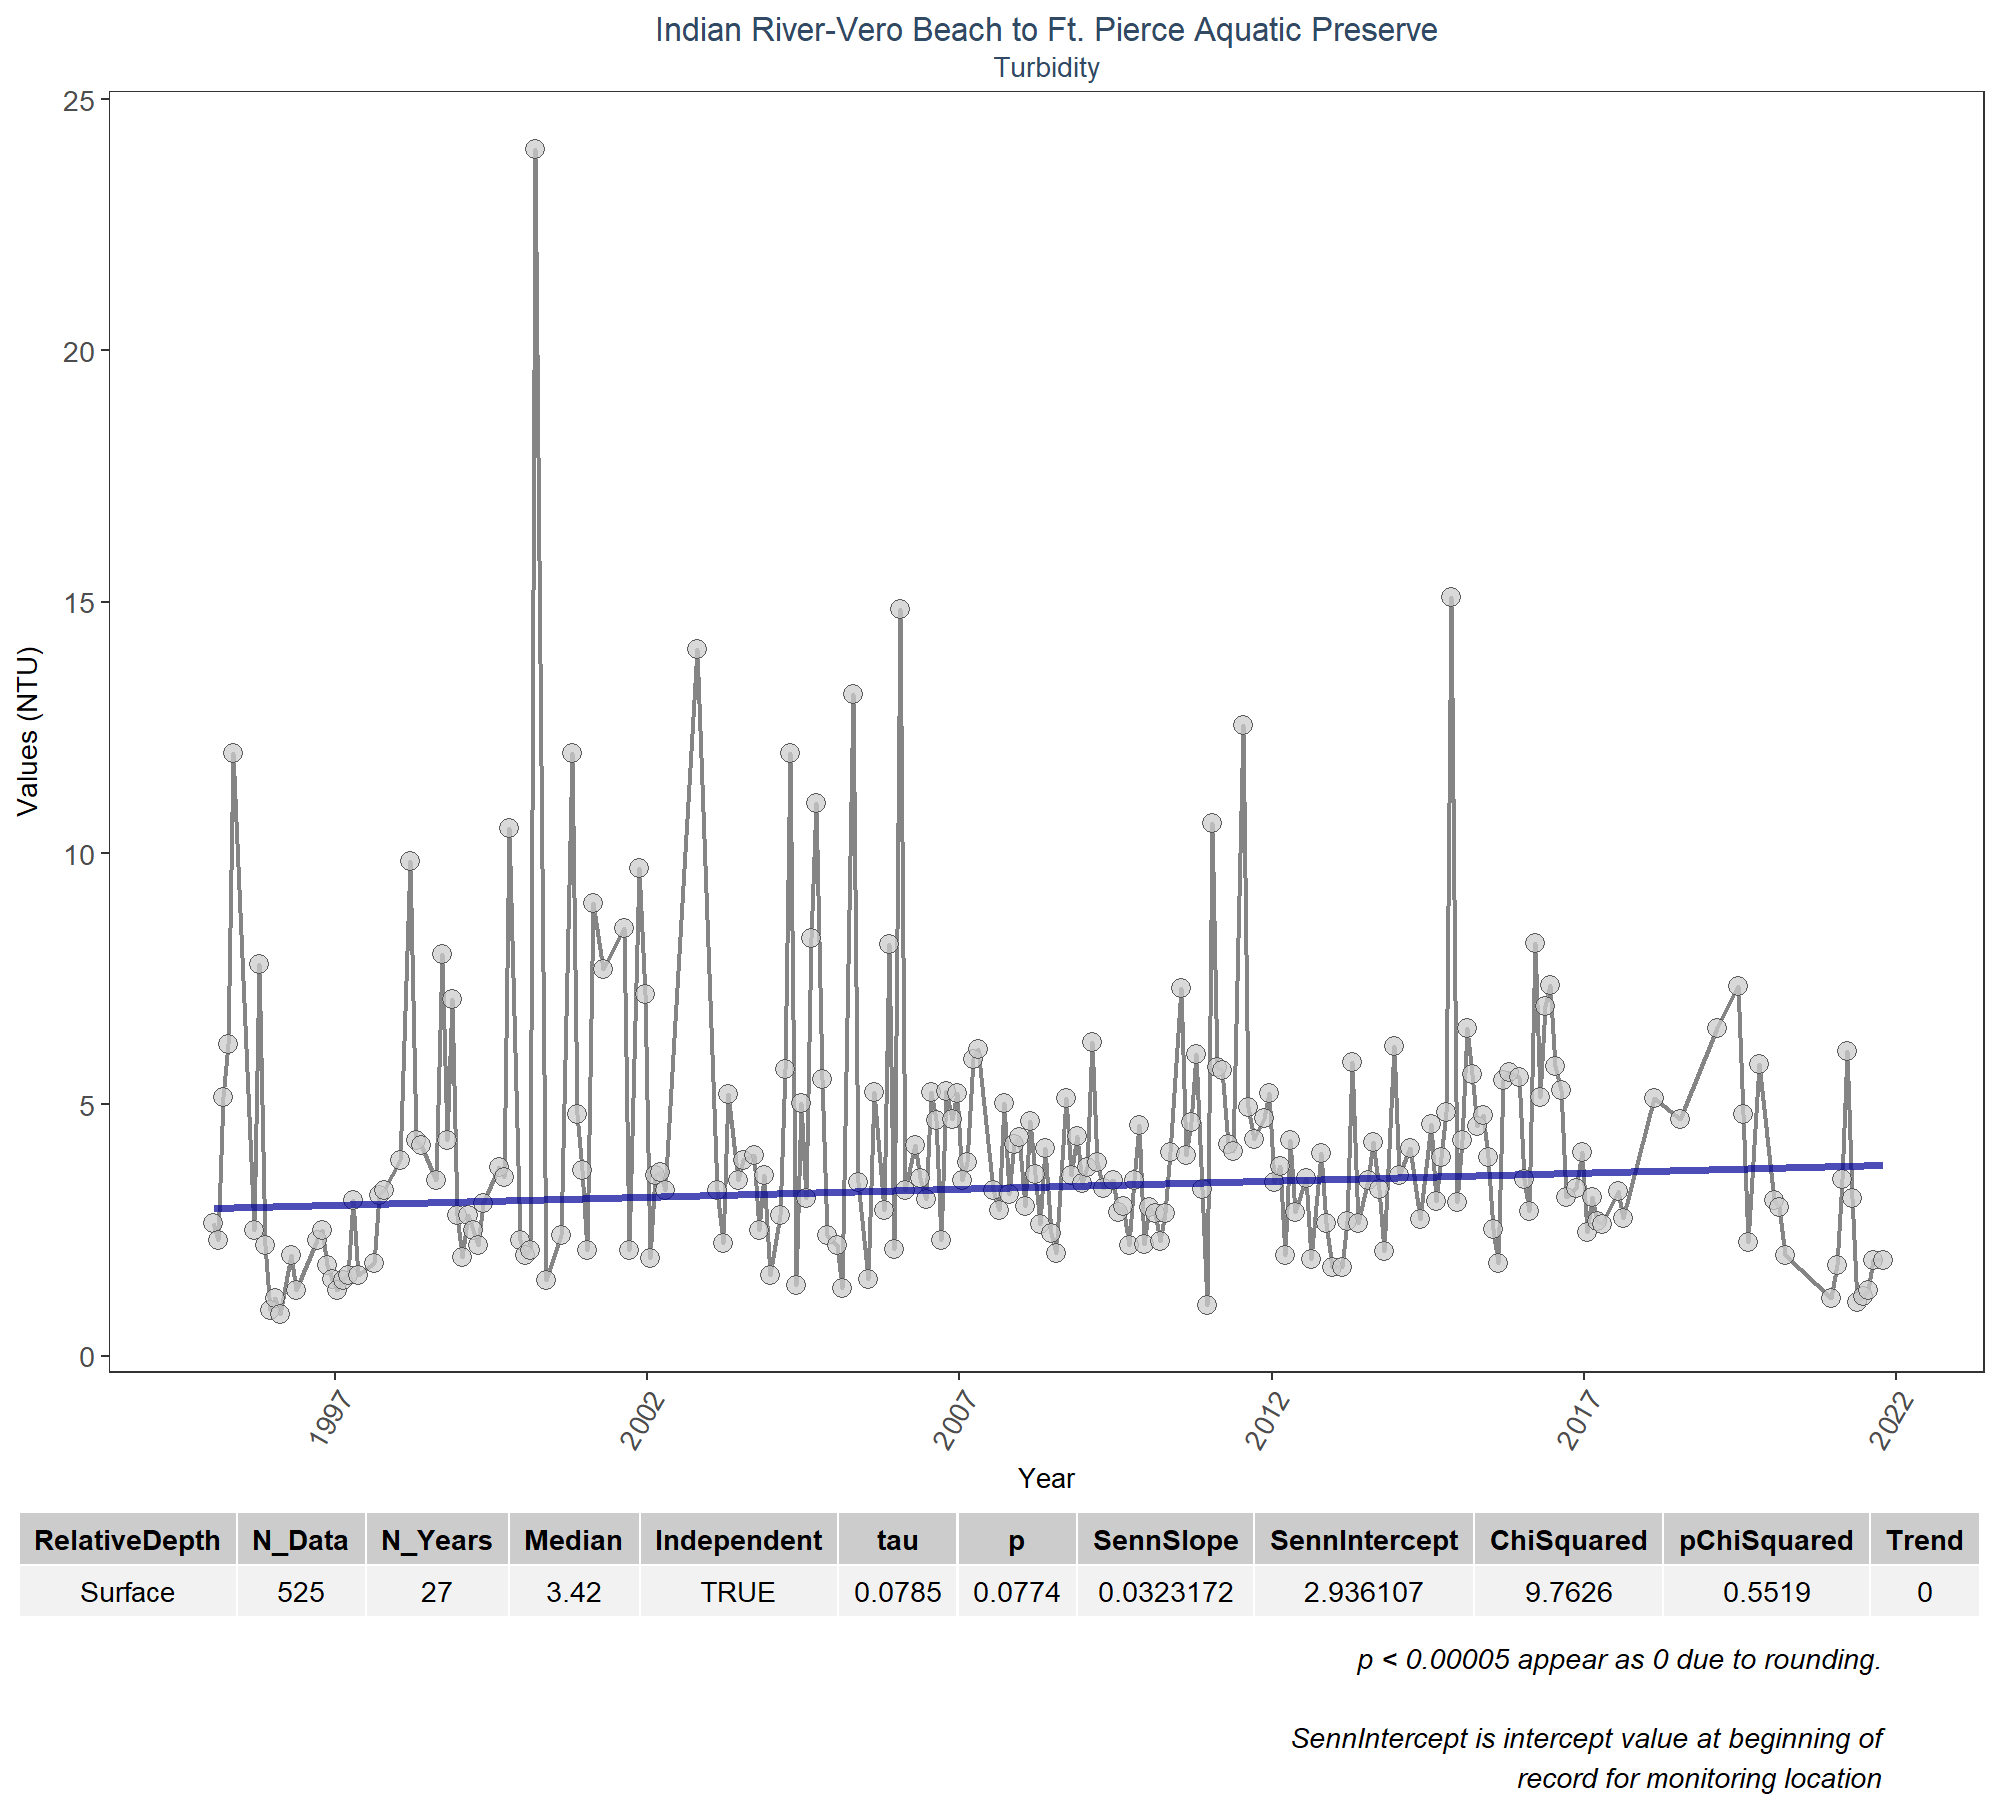 Indian River-Vero Beach to Ft. Pierce Aquatic Preserve
Turbidity
25
20
15
10
5
0
Values (NTU)
1997 2002 2007 2012 2017 2022
Year
RelativeDepth N_Data N_Years Median Independent tau p SennSlope SennIntercept ChiSquared pChiSquared Trend
Surface 525 27 3.42 TRUE 0.0785 0.0774 0.0323172 2.936107 9.7626 0.5519 0
p < 0.00005 appear as 0 due to rounding.
SennIntercept is intercept value at beginning of
record for monitoring location